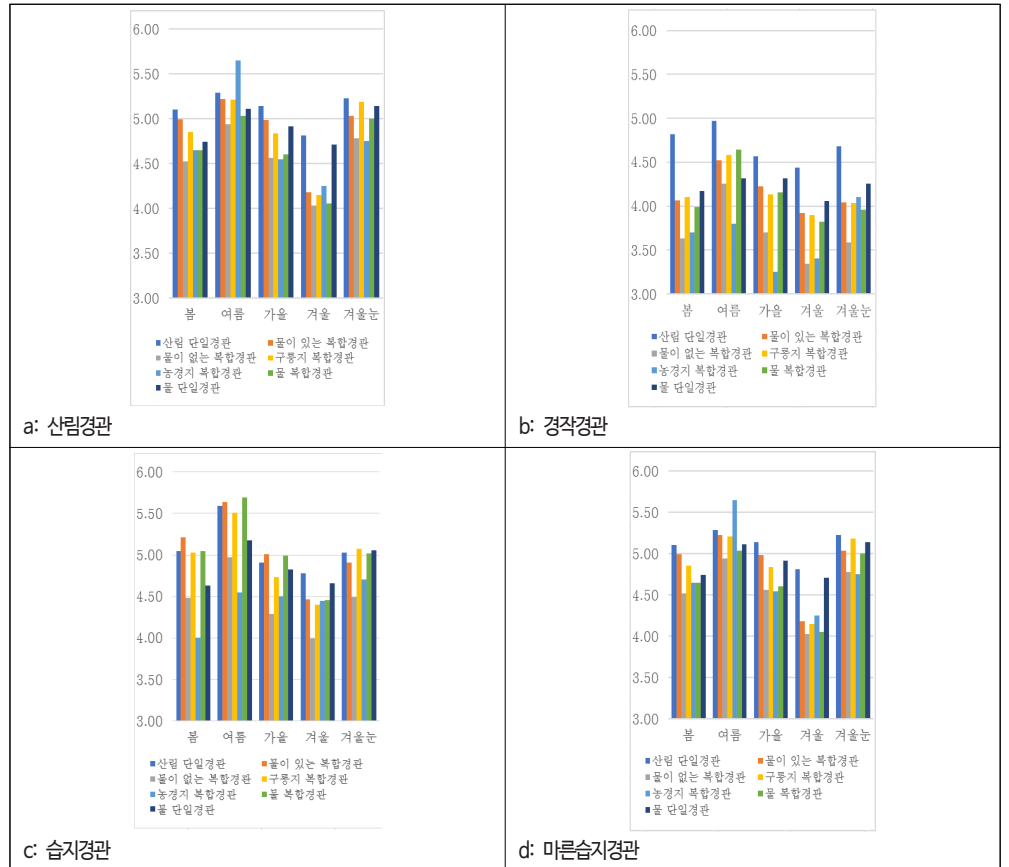 6.00
5.50
5.00
4.50
4.00
3.50
3.00
봄 여름 가을 겨울 겨울눈
산림 단일경관 물이 있는 복합경관
물이 없는 복합경관 구릉지 복합경관
농경지 복합경관 물 복합경관
물 단일경관
a: 산림경관
6.00
5.50
5.00
4.50
4.00
3.50
3.00
봄 여름 가을 겨울 겨울눈
산림 단일경관 물이 있는 복합경관
물이 없는 복합경관 구릉지 복합경관
농경지 복합경관 물 복합경관
물 단일경관
b: 경작경관
6.00
5.50
5.00
4.50
4.00
3.50
3.00
봄 여름 가을 겨울 겨울눈
산림 단일경관 물이 있는 복합경관
물이 없는 복합경관 구릉지 복합경관
농경지 복합경관 물 복합경관
물 단일경관
c: 습지경관
6.00
5.50
5.00
4.50
4.00
3.50
3.00
봄 여름 가을 겨울 겨울눈
산림 단일경관 물이 있는 복합경관
물이 없는 복합경관 구릉지 복합경관
농경지 복합경관 물 복합경관
물 단일경관
d: 마른습지경관